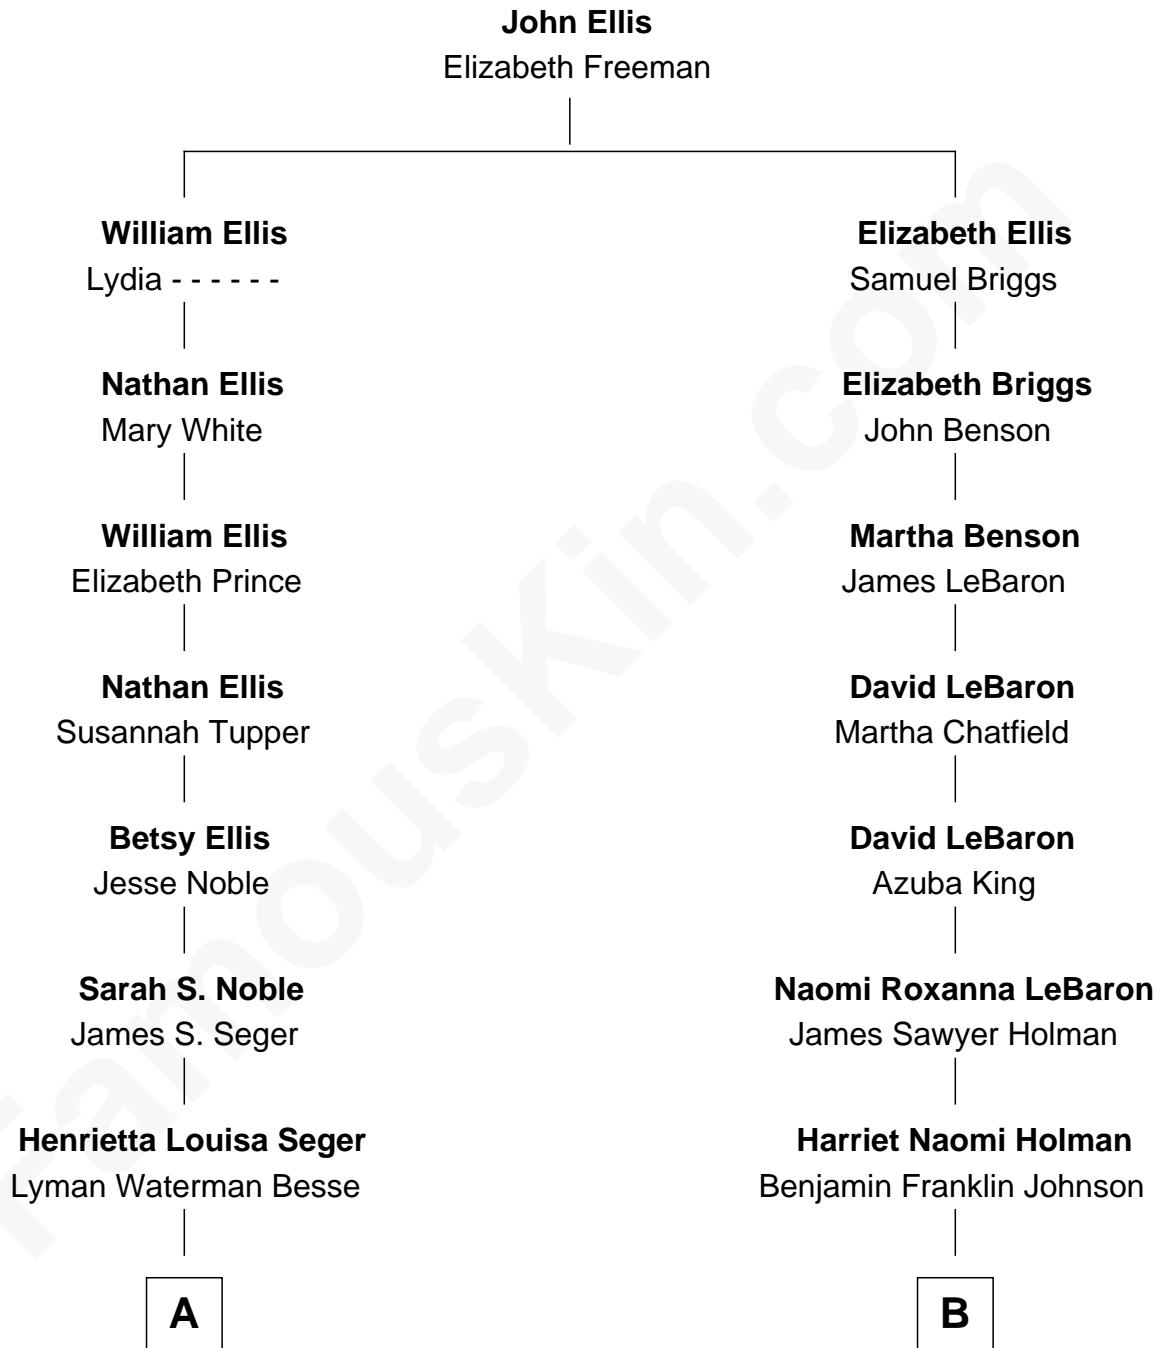 John Ellis
Elizabeth Freeman
William Ellis
Lydia - - - - - -
Nathan Ellis
Mary White
William Ellis
Elizabeth Prince
Nathan Ellis
Susannah Tupper
Betsy Ellis
Jesse Noble
Sarah S. Noble
James S. Seger
Henrietta Louisa Seger
Lyman Waterman Besse
A
Elizabeth Ellis
Samuel Briggs
Elizabeth Briggs
John Benson
Martha Benson
James LeBaron
David LeBaron
Martha Chatfield
David LeBaron
Azuba King
Naomi Roxanna LeBaron
James Sawyer Holman
Harriet Naomi Holman
Benjamin Franklin Johnson
B
FamousKin.com